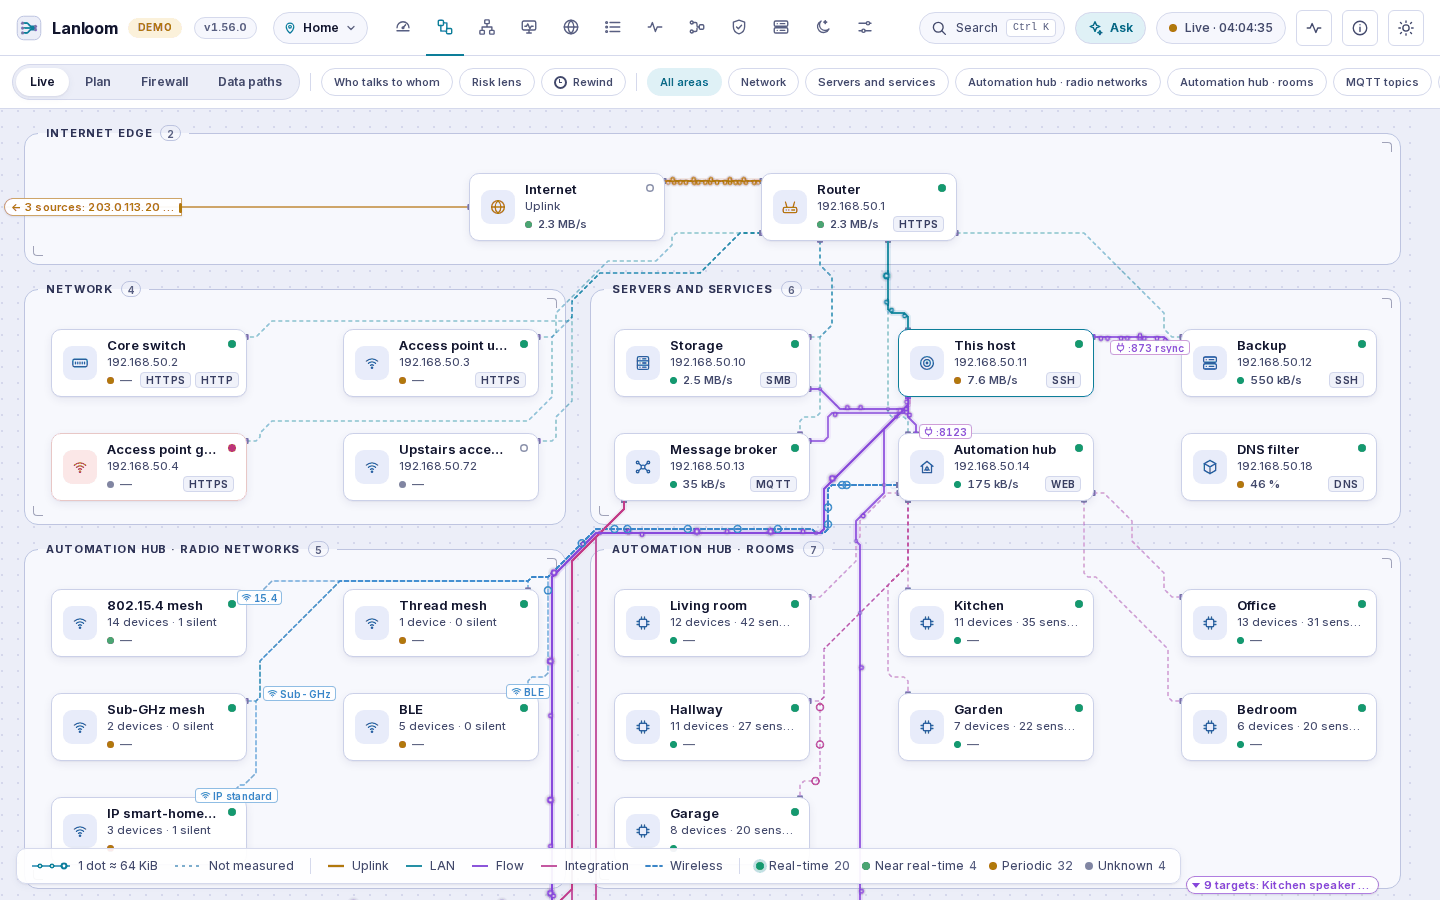 Lanloom DEMO v1.56.0 Home Search Ctrl K Ask Live · 04:04:35
Live Plan Firewall Data paths Who talks to whom Risk lens Rewind All areas Network Servers and services Automation hub · radio networks Automation hub · rooms MQTT topics
INTERNET EDGE 2
Internet
Uplink
2.3 MB/s
Router
192.168.50.1
2.3 MB/s HTTPS
← 3 sources: 203.0.113.20 …
NETWORK 4
Core switch
192.168.50.2
— HTTPS HTTP
Access point u…
192.168.50.3
— HTTPS
Access point g…
192.168.50.4
— HTTPS
Upstairs acce…
192.168.50.72
—
SERVERS AND SERVICES 6
Storage
192.168.50.10
2.5 MB/s SMB
This host
192.168.50.11
7.6 MB/s SSH
:873 rsync
Backup
192.168.50.12
550 kB/s SSH
Message broker
192.168.50.13
35 kB/s MQTT
:8123
Automation hub
192.168.50.14
175 kB/s WEB
DNS filter
192.168.50.18
46 % DNS
AUTOMATION HUB · RADIO NETWORKS 5
802.15.4 mesh
14 devices · 1 silent
—
15.4
Thread mesh
1 device · 0 silent
—
Sub-GHz mesh
2 devices · 0 silent
—
Sub-GHz
BLE
BLE
5 devices · 0 silent
—
IP standard
IP smart-home…
3 devices · 1 silent
AUTOMATION HUB · ROOMS 7
Living room
12 devices · 42 sen…
—
Kitchen
11 devices · 35 sens…
—
Office
13 devices · 31 sens…
—
Hallway
11 devices · 27 sens…
—
Garden
7 devices · 22 sens…
—
Bedroom
6 devices · 20 sens…
—
Garage
8 devices · 20 sens…
1 dot ≈ 64 KiB Not measured Uplink LAN Flow Integration Wireless Real-time 20 Near real-time 4 Periodic 32 Unknown 4
9 targets: Kitchen speaker …